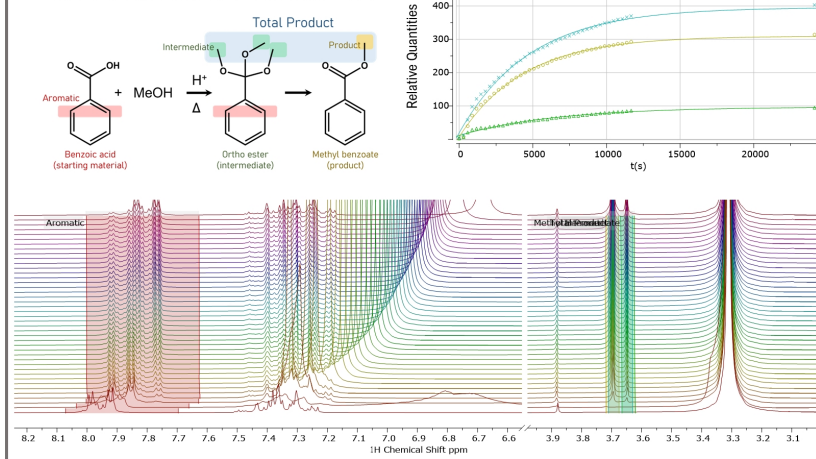 Total Product
Intermediate
Product
O
OH
O
O
O
O
O
Aromatic
+ MeOH
H⁺
Δ
Aromatic
Benzoic acid
(starting material)
Ortho ester
(intermediate)
Methyl benzoate
(product)
Relative Quantities
400
300
200
100
0
5000
10000
15000
20000
t(s)
Aromatic
8.2 8.1 8.0 7.9 7.8 7.7 7.6 7.5 7.4 7.3 7.2 7.1 7.0 6.9 6.8 6.7 6.6 3.9 3.8 3.7 3.6 3.5 3.4 3.3 3.2 3.1
1H Chemical Shift ppm